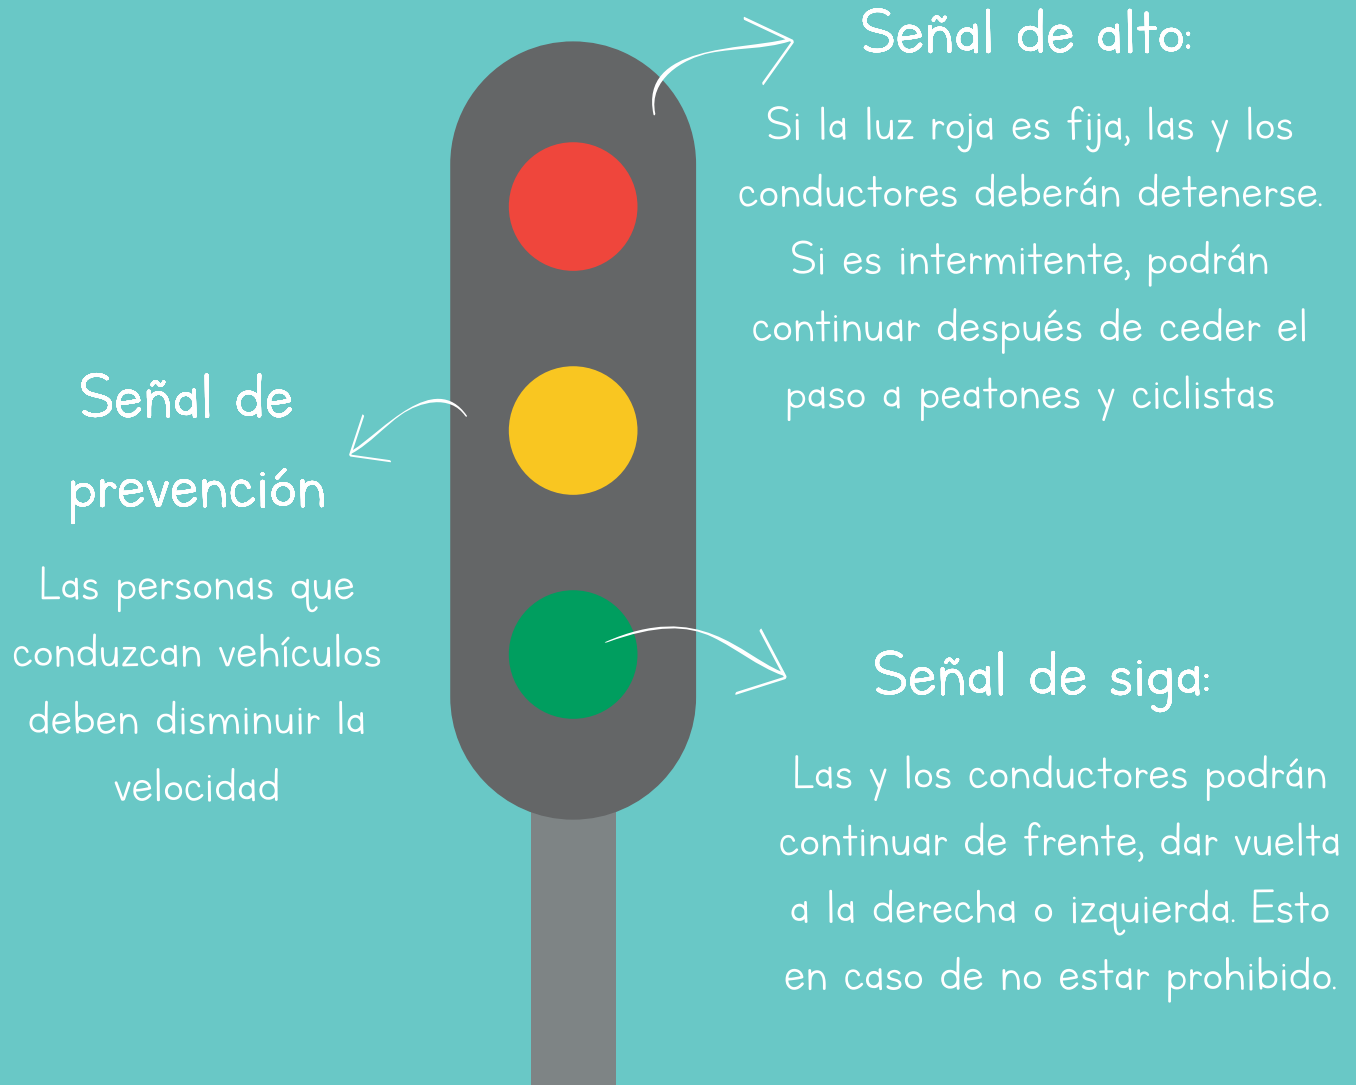 Señal de alto:
Si la luz roja es fija, las y los
conductores deberán detenerse.
Si es intermitente, podrán
continuar después de ceder el
paso a peatones y ciclistas
Señal de
prevención
Las personas que
conduzcan vehículos
deben disminuir la
velocidad
Señal de siga:
Las y los conductores podrán
continuar de frente, dar vuelta
a la derecha o izquierda. Esto
en caso de no estar prohibido.